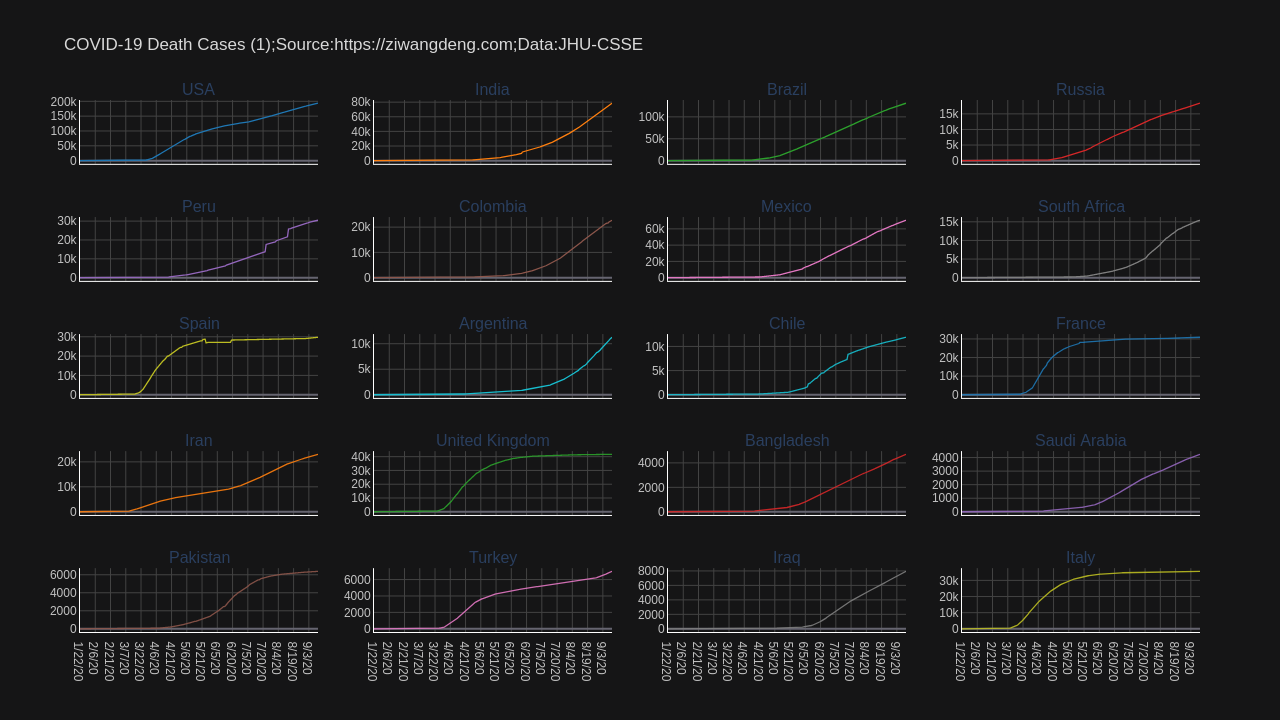 COVID-19 Death Cases (1);Source:https://ziwangdeng.com;Data:JHU-CSSE
USA
200k
150k
100k
50k
0
India
80k
60k
40k
20k
0
Brazil
100k
50k
0
Russia
15k
10k
5k
0
Peru
30k
20k
10k
0
Colombia
20k
10k
0
Mexico
60k
40k
20k
0
South Africa
15k
10k
5k
0
Spain
30k
20k
10k
0
Argentina
10k
5k
0
Chile
10k
5k
0
France
30k
20k
10k
0
Iran
20k
10k
0
United Kingdom
40k
30k
20k
10k
0
Bangladesh
4000
2000
0
Saudi Arabia
4000
3000
2000
1000
0
Pakistan
6000
4000
2000
0
1/22/20 2/6/20 2/21/20 3/7/20 3/22/20 4/6/20 4/21/20 5/6/20 5/21/20 6/5/20 6/20/20 7/5/20 7/20/20 8/4/20 8/19/20 9/3/20
Turkey
6000
4000
2000
0
1/22/20 2/6/20 2/21/20 3/7/20 3/22/20 4/6/20 4/21/20 5/6/20 5/21/20 6/5/20 6/20/20 7/5/20 7/20/20 8/4/20 8/19/20 9/3/20
Iraq
8000
6000
4000
2000
0
1/22/20 2/6/20 2/21/20 3/7/20 3/22/20 4/6/20 4/21/20 5/6/20 5/21/20 6/5/20 6/20/20 7/5/20 7/20/20 8/4/20 8/19/20 9/3/20
Italy
30k
20k
10k
0
1/22/20 2/6/20 2/21/20 3/7/20 3/22/20 4/6/20 4/21/20 5/6/20 5/21/20 6/5/20 6/20/20 7/5/20 7/20/20 8/4/20 8/19/20 9/3/20